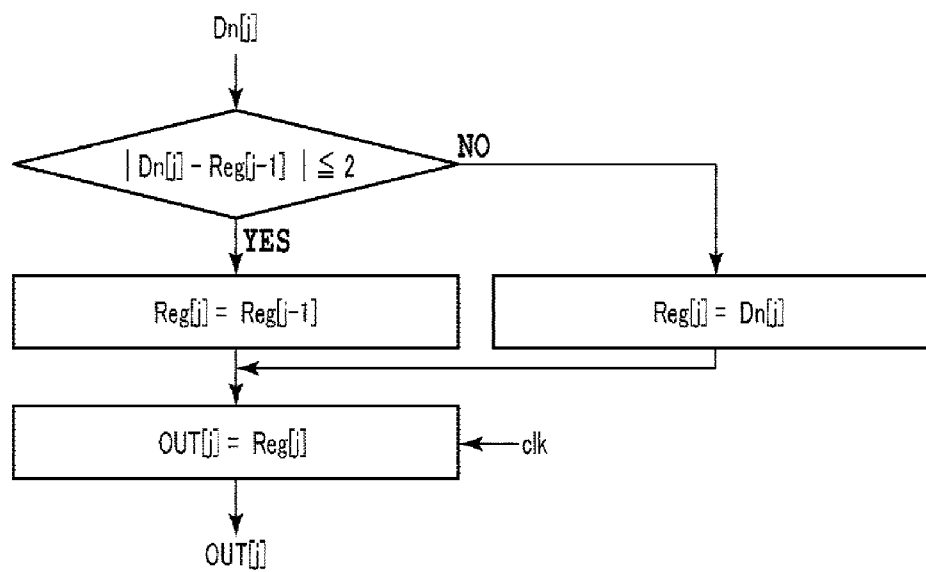 Dn[j]
| Dn[j] - Reg[j-1] | ≦ 2
NO
YES
Reg[j] = Reg[j-1]
Reg[j] = Dn[j]
OUT[j] = Reg[j]
clk
OUT[j]